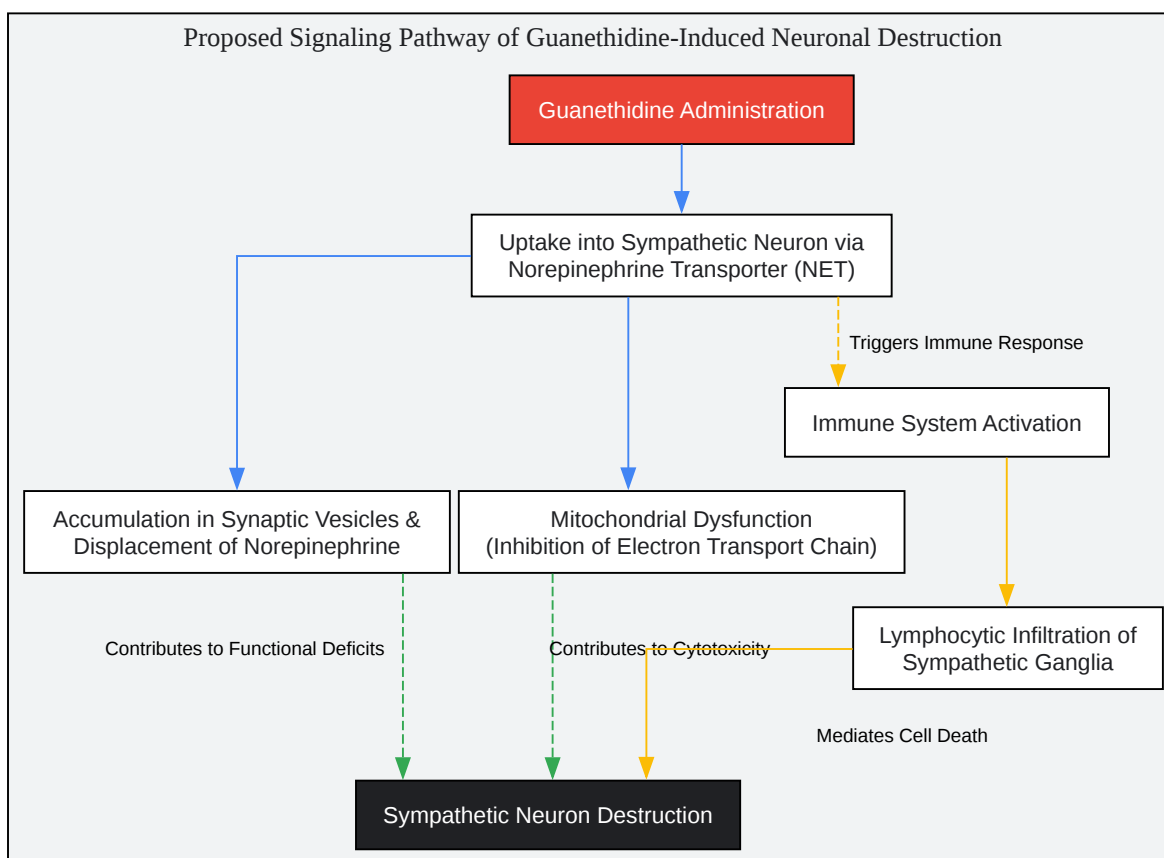 Proposed Signaling Pathway of Guanethidine-Induced Neuronal Destruction
Guanethidine Administration
Uptake into Sympathetic Neuron via
Norepinephrine Transporter (NET)
Triggers Immune Response
Immune System Activation
Accumulation in Synaptic Vesicles &
Displacement of Norepinephrine
Mitochondrial Dysfunction
(Inhibition of Electron Transport Chain)
Contributes to Functional Deficits
Contributes to Cytotoxicity
Lymphocytic Infiltration of
Sympathetic Ganglia
Mediates Cell Death
Sympathetic Neuron Destruction